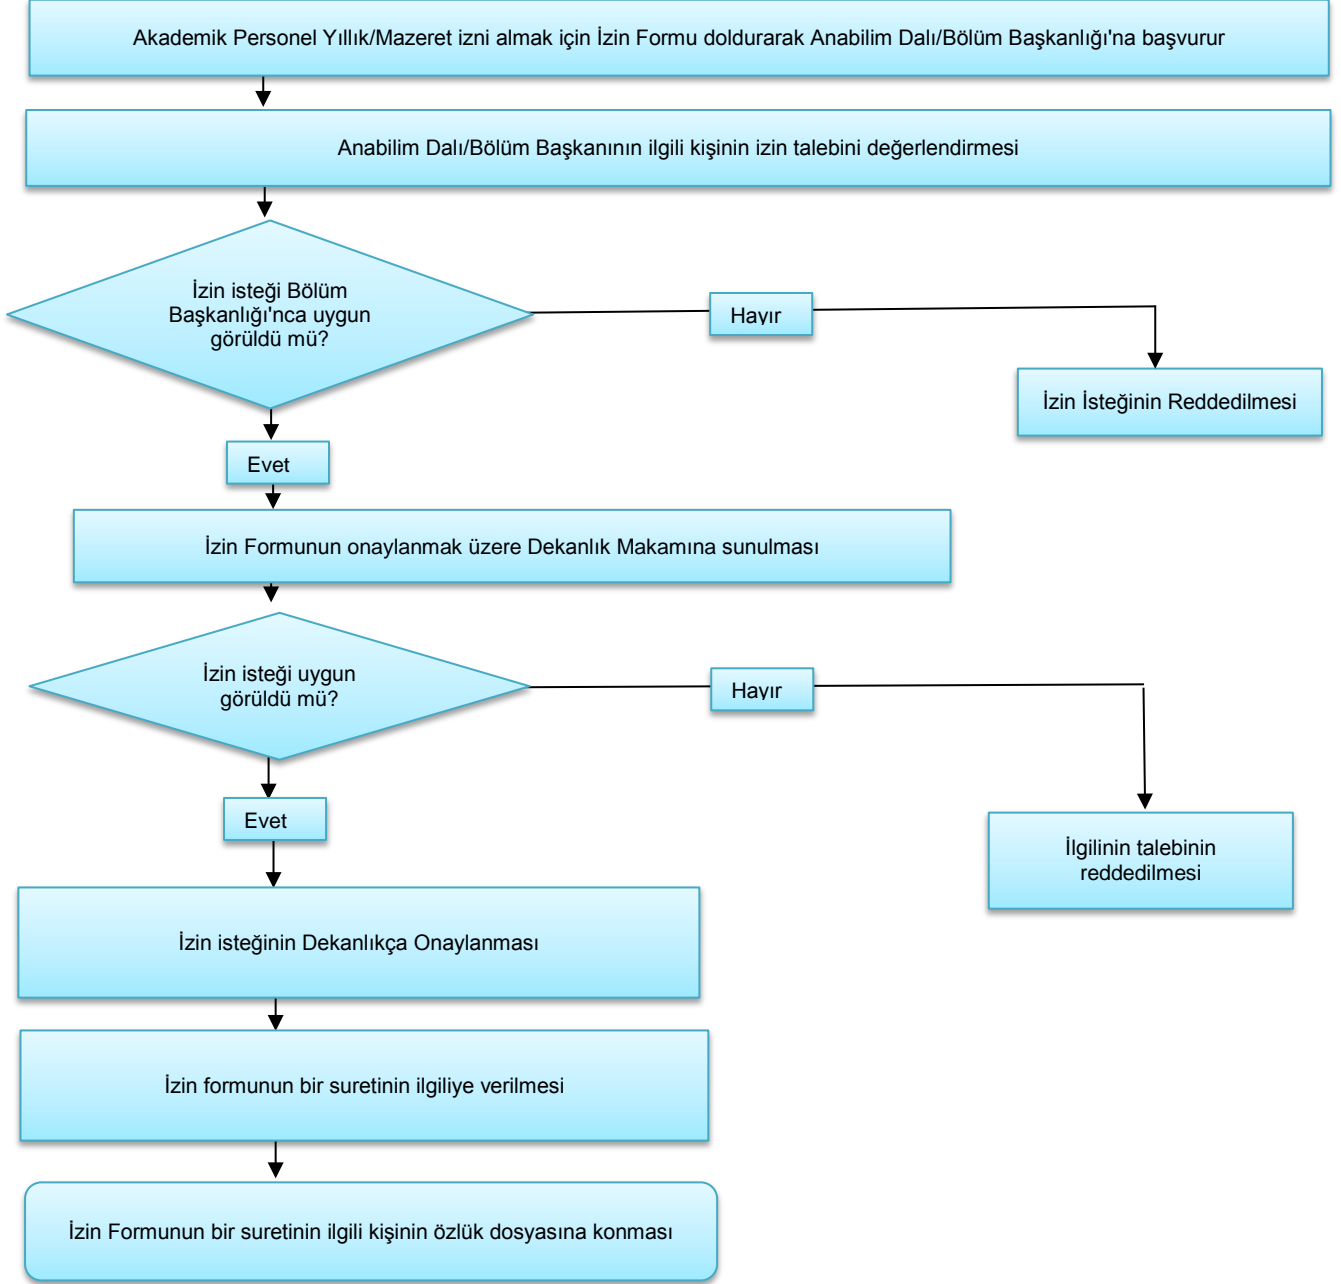 Akademik Personel Yıllık/Mazeret izni almak için İzin Formu doldurarak Anabilim Dalı/Bölüm Başkanlığı'na başvurur
Anabilim Dalı/Bölüm Başkanının ilgili kişinin izin talebini değerlendirmesi
İzin isteği Bölüm
Başkanlığı'nca uygun
görüldü mü?
Hayır
İzin İsteğinin Reddedilmesi
Evet
İzin Formunun onaylanmak üzere Dekanlık Makamına sunulması
İzin isteği uygun
görüldü mü?
Hayır
Evet
İlgilinin talebinin
reddedilmesi
İzin isteğinin Dekanlıkça Onaylanması
İzin formunun bir suretinin ilgiliye verilmesi
İzin Formunun bir suretinin ilgili kişinin özlük dosyasına konması